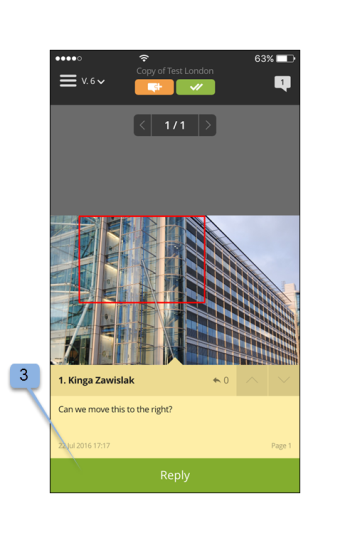 63%
Copy of Test London
V. 6
1
1 / 1
1. Kinga Zawislak
0
Can we move this to the right?
22 Jul 2016 17:17
Page 1
3
Reply